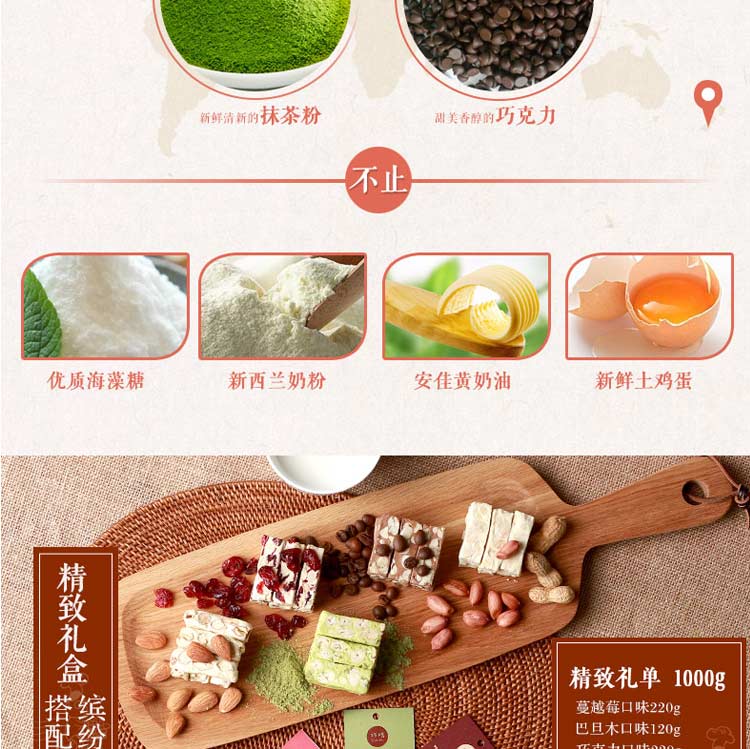 新鲜清新的抹茶粉
甜美香醇的巧克力
不止
优质海藻糖
新西兰奶粉
安佳黄奶油
新鲜土鸡蛋
精致礼盒
缤纷
搭配
精致礼单 1000g
蔓越莓口味220g
巴旦木口味120g